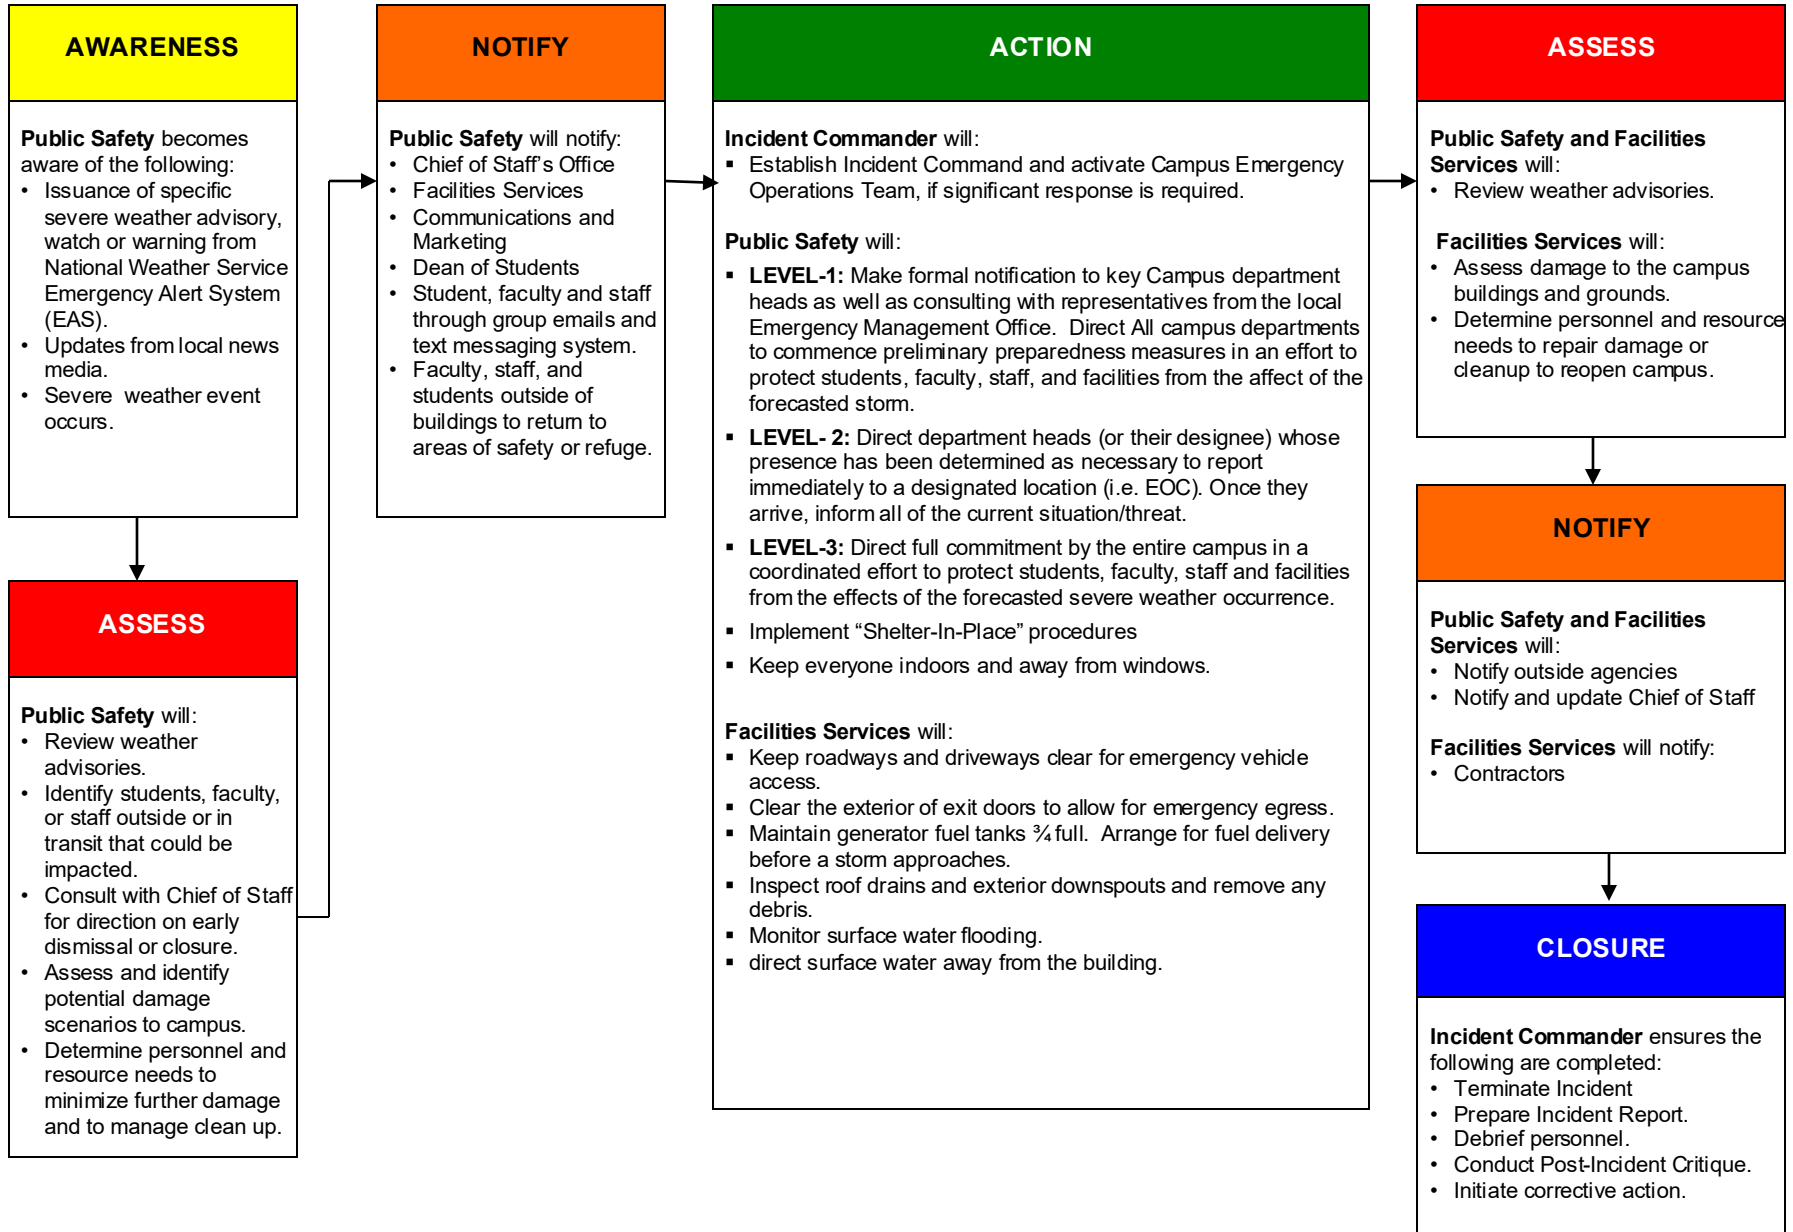 AWARENESS
Public Safety becomes
aware of the following:
• Issuance of specific
severe weather advisory,
watch or warning from
National Weather Service
Emergency Alert System
(EAS).
• Updates from local news
media.
• Severe weather event
occurs.
ASSESS
Public Safety will:
• Review weather
advisories.
• Identify students, faculty,
or staff outside or in
transit that could be
impacted.
• Consult with Chief of Staff
for direction on early
dismissal or closure.
• Assess and identify
potential damage
scenarios to campus.
• Determine personnel and
resource needs to
minimize further damage
and to manage clean up.
NOTIFY
Public Safety will notify:
• Chief of Staff’s Office
• Facilities Services
• Communications and
Marketing
• Dean of Students
• Student, faculty and staff
through group emails and
text messaging system.
• Faculty, staff, and
students outside of
buildings to return to
areas of safety or refuge.
ACTION
Incident Commander will:
▪ Establish Incident Command and activate Campus Emergency
Operations Team, if significant response is required.
Public Safety will:
▪ LEVEL-1: Make formal notification to key Campus department
heads as well as consulting with representatives from the local
Emergency Management Office. Direct All campus departments
to commence preliminary preparedness measures in an effort to
protect students, faculty, staff, and facilities from the affect of the
forecasted storm.
▪ LEVEL- 2: Direct department heads (or their designee) whose
presence has been determined as necessary to report
immediately to a designated location (i.e. EOC). Once they
arrive, inform all of the current situation/threat.
▪ LEVEL-3: Direct full commitment by the entire campus in a
coordinated effort to protect students, faculty, staff and facilities
from the effects of the forecasted severe weather occurrence.
▪ Implement “Shelter-In-Place” procedures
▪ Keep everyone indoors and away from windows.
Facilities Services will:
▪ Keep roadways and driveways clear for emergency vehicle
access.
▪ Clear the exterior of exit doors to allow for emergency egress.
▪ Maintain generator fuel tanks ¾ full. Arrange for fuel delivery
before a storm approaches.
▪ Inspect roof drains and exterior downspouts and remove any
debris.
▪ Monitor surface water flooding.
▪ direct surface water away from the building.
ASSESS
Public Safety and Facilities
Services will:
• Review weather advisories.
Facilities Services will:
• Assess damage to the campus
buildings and grounds.
• Determine personnel and resource
needs to repair damage or
cleanup to reopen campus.
NOTIFY
Public Safety and Facilities
Services will:
• Notify outside agencies
• Notify and update Chief of Staff
Facilities Services will notify:
• Contractors
CLOSURE
Incident Commander ensures the
following are completed:
• Terminate Incident
• Prepare Incident Report.
• Debrief personnel.
• Conduct Post-Incident Critique.
• Initiate corrective action.